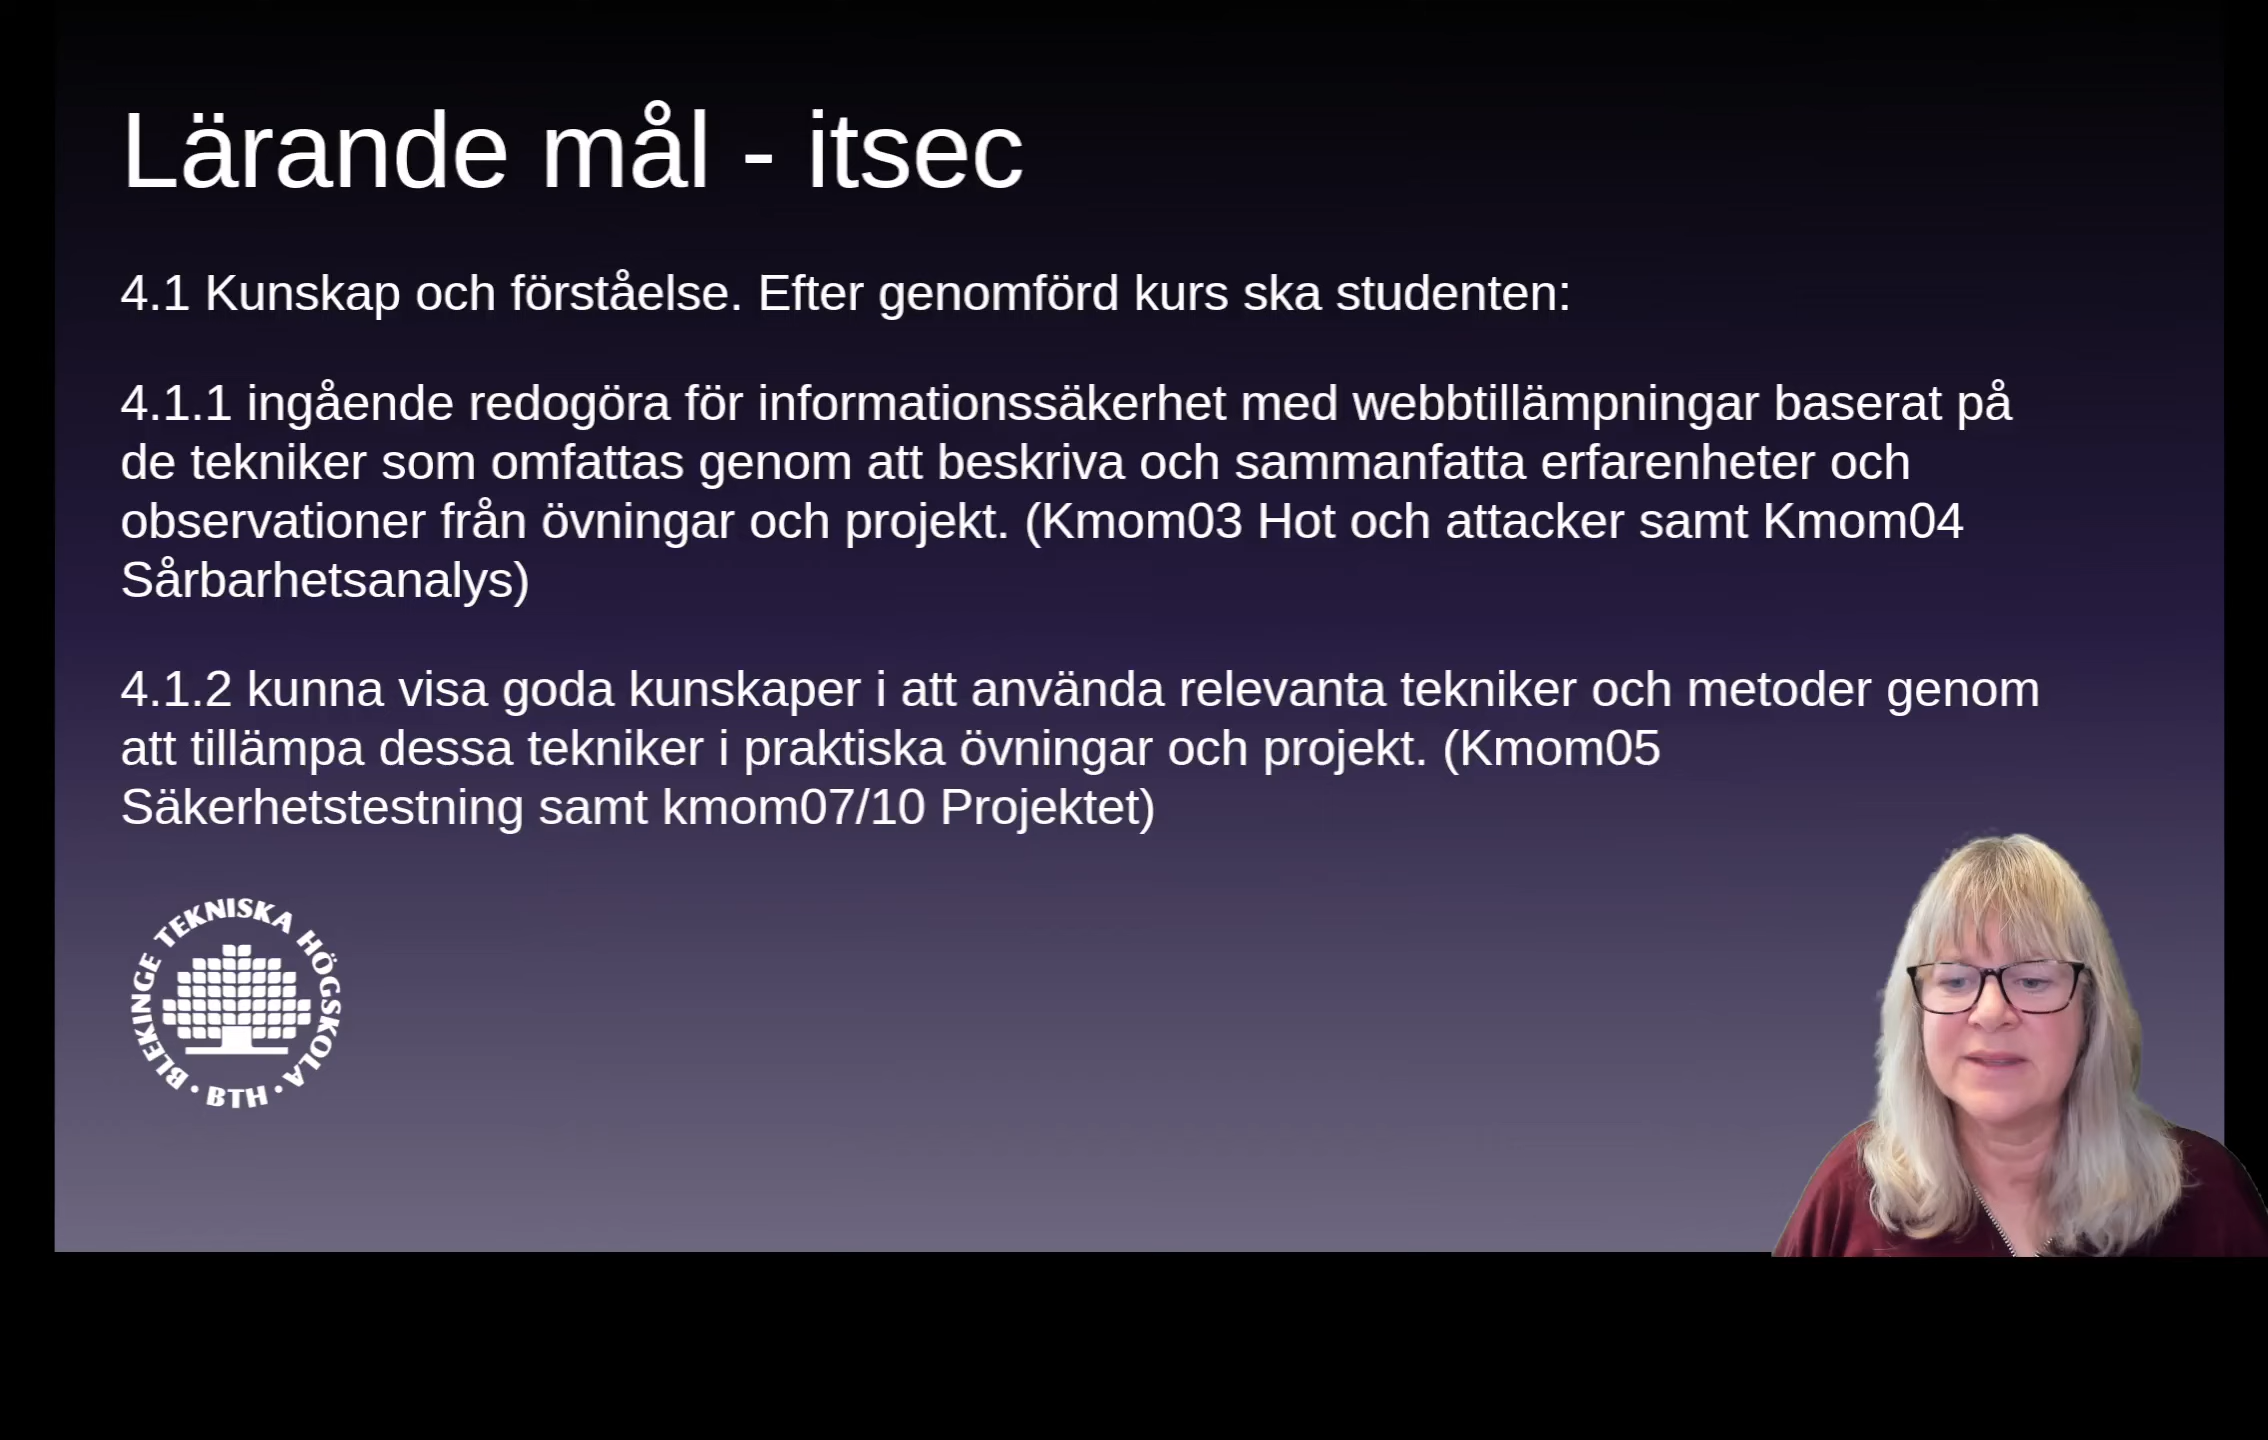 Lärande mål - itsec
4.1 Kunskap och förståelse. Efter genomförd kurs ska studenten:
4.1.1 ingående redogöra för informationssäkerhet med webbtillämpningar baserat på
de tekniker som omfattas genom att beskriva och sammanfatta erfarenheter och
observationer från övningar och projekt. (Kmom03 Hot och attacker samt Kmom04
Sårbarhetsanalys)
4.1.2 kunna visa goda kunskaper i att använda relevanta tekniker och metoder genom
att tillämpa dessa tekniker i praktiska övningar och projekt. (Kmom05
Säkerhetstestning samt kmom07/10 Projektet)
BLEKINGE TEKNISKA HÖGSKOLA
· BTH ·